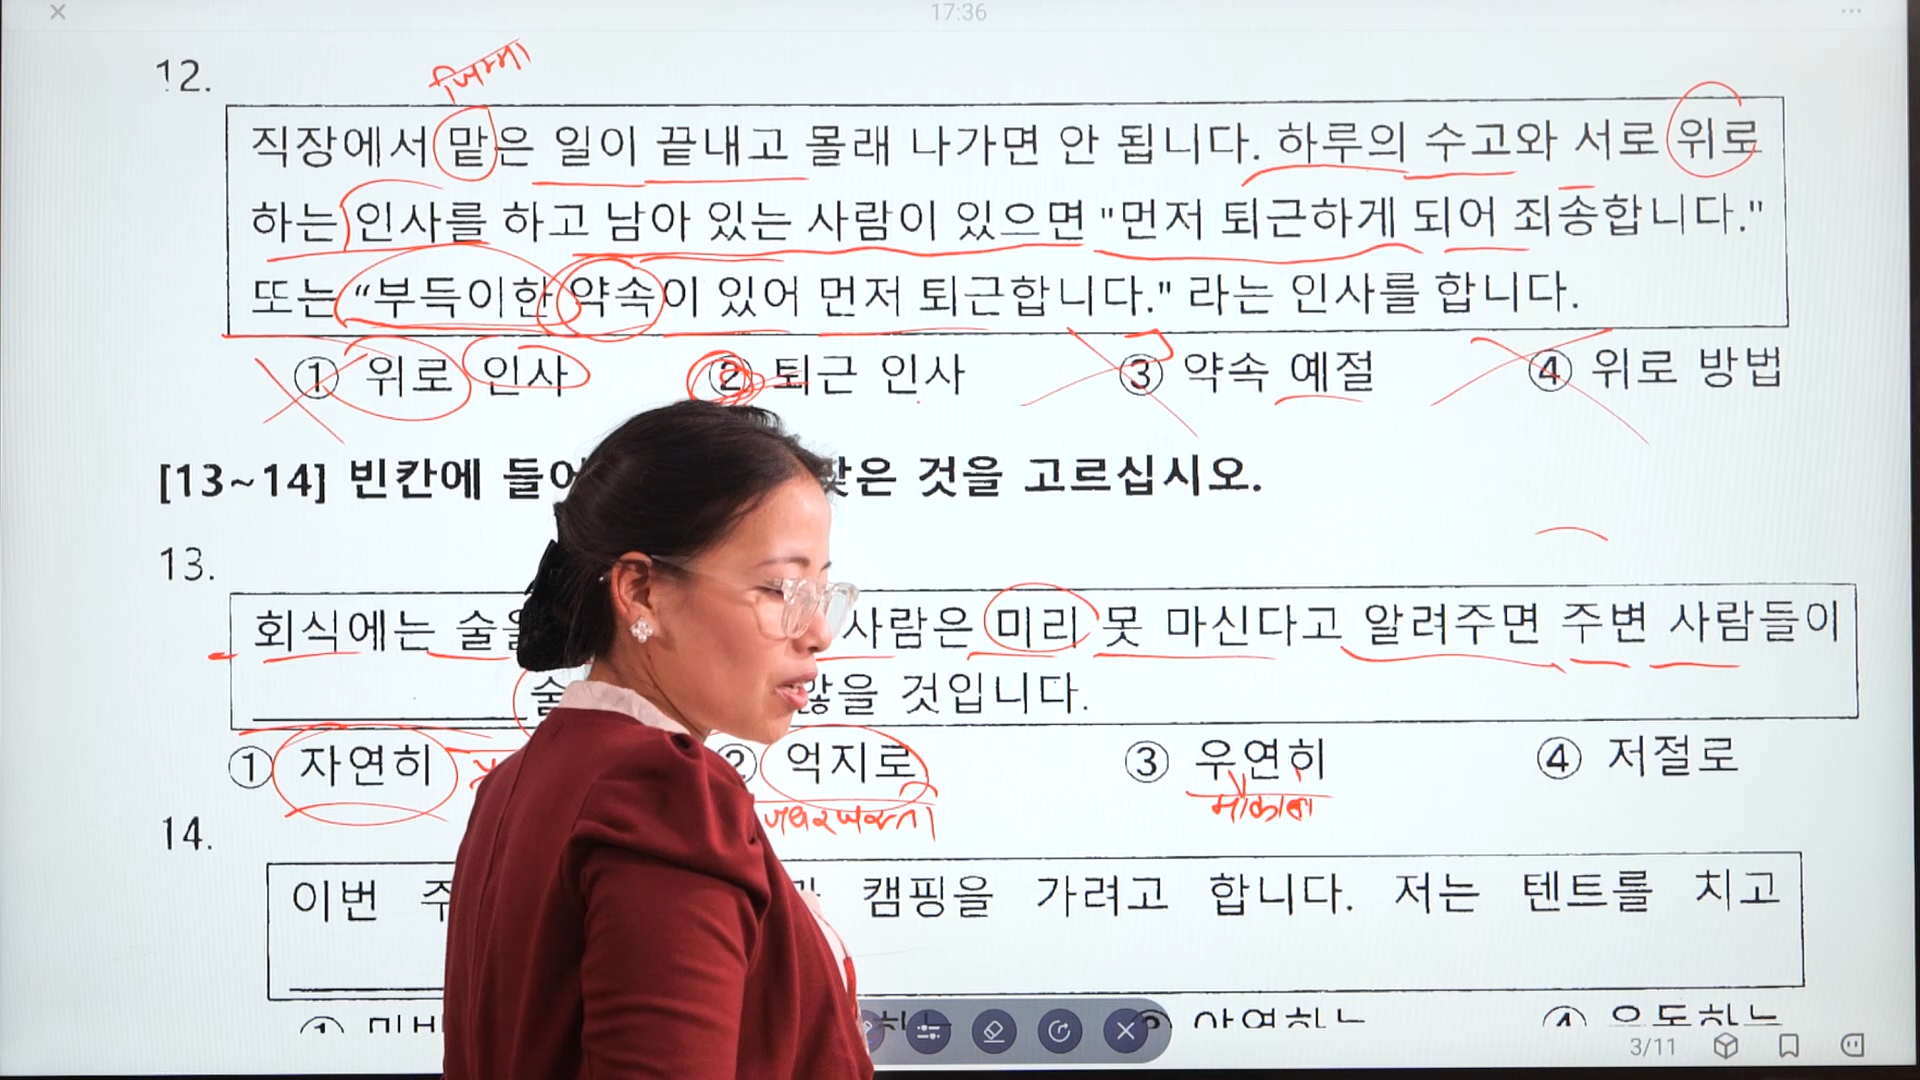 17:36
12.
जिम्मा
직장에서 맡은 일이 끝내고 몰래 나가면 안 됩니다. 하루의 수고와 서로 위로
하는 인사를 하고 남아 있는 사람이 있으면 "먼저 퇴근하게 되어 죄송합니다."
또는 “부득이한 약속이 있어 먼저 퇴근합니다." 라는 인사를 합니다.
① 위로 인사 ② 퇴근 인사 ③ 약속 예절 ④ 위로 방법
[13~14] 빈칸에 맞은 것을 고르십시오.
13.
회식에는 사람은 미리 못 마신다고 알려주면 주변 사람들이
않을 것입니다.
① 자연히 ② 억지로 ③ 우연히 ④ 저절로
14.
이번 캠핑을 가려고 합니다. 저는 텐트를 치고
3/11